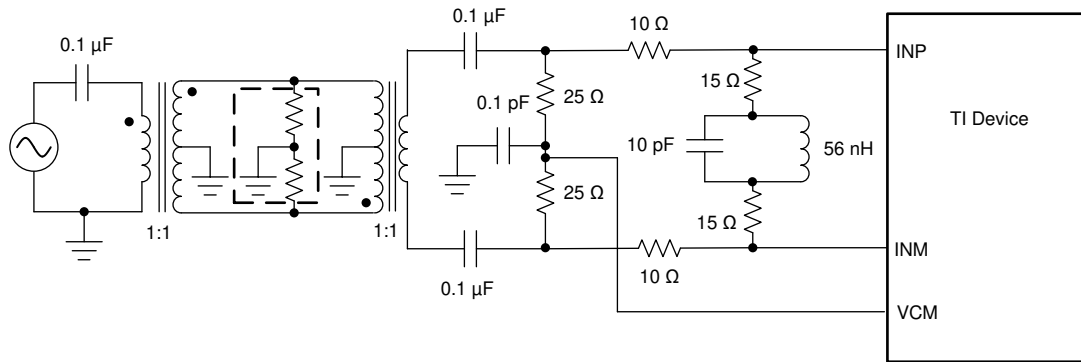 0.1 μF
1:1
1:1
0.1 μF
0.1 pF
25 Ω
25 Ω
0.1 μF
10 Ω
10 Ω
15 Ω
10 pF
56 nH
15 Ω
INP
TI Device
INM
VCM